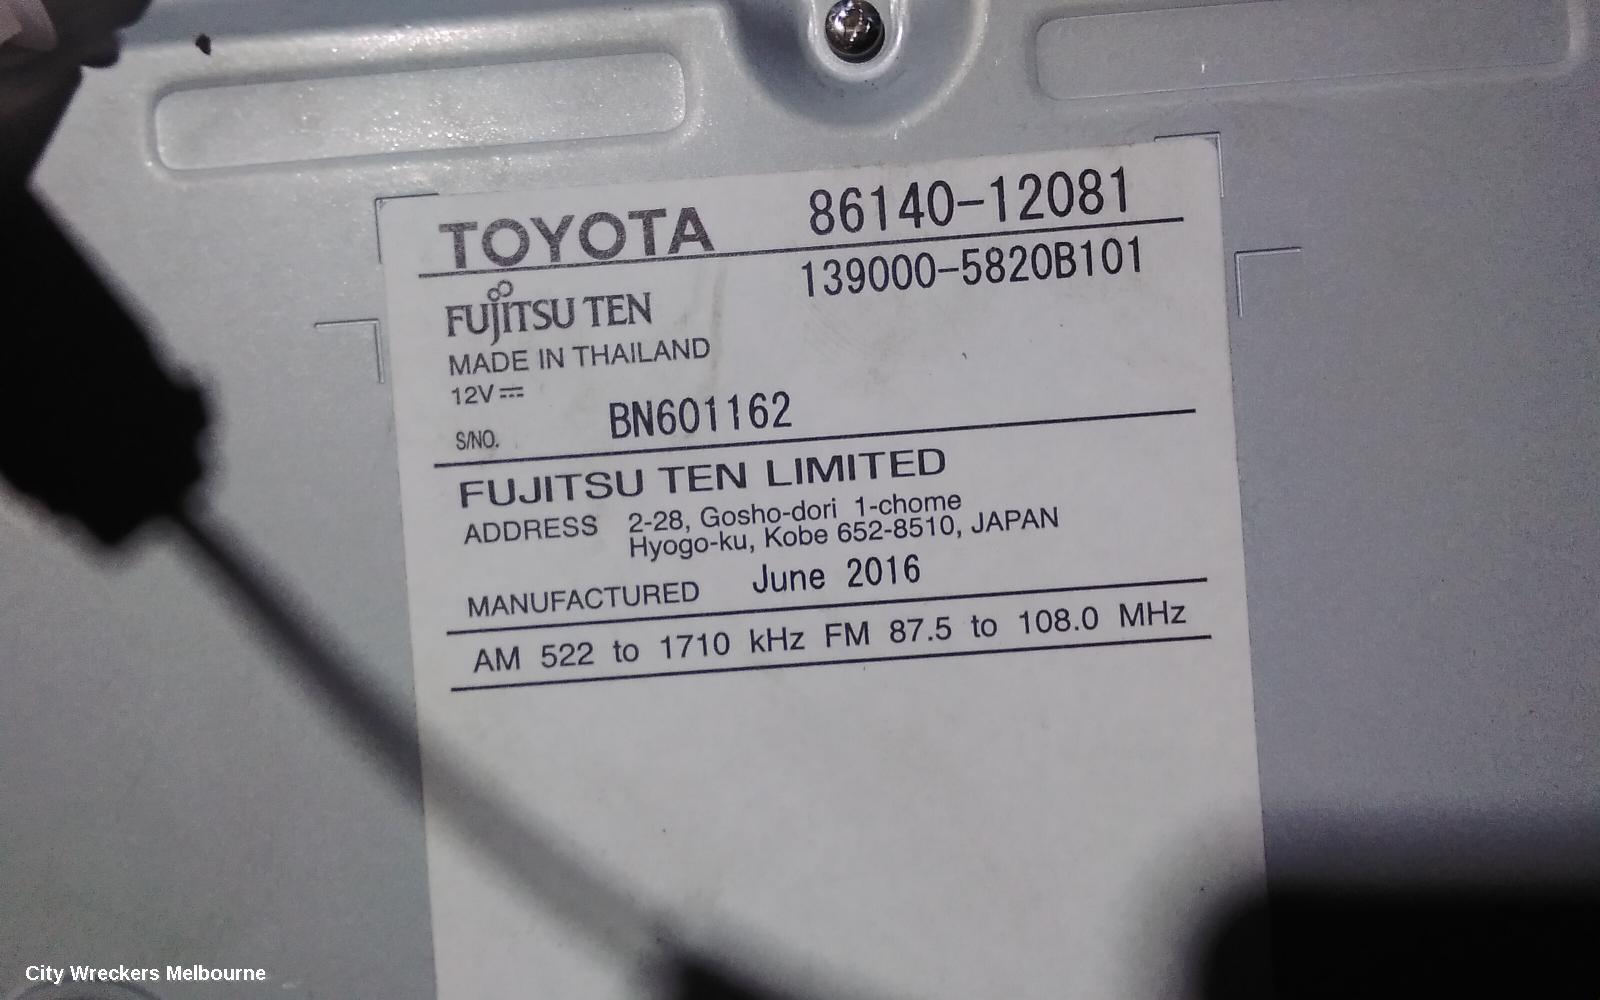 TOYOTA 86140-12081
139000-5820B101
FUJITSU TEN
MADE IN THAILAND
12V⎓
S/NO. BN601162
FUJITSU TEN LIMITED
ADDRESS 2-28, Gosho-dori 1-chome
Hyogo-ku, Kobe 652-8510, JAPAN
MANUFACTURED June 2016
AM 522 to 1710 kHz FM 87.5 to 108.0 MHz
City Wreckers Melbourne